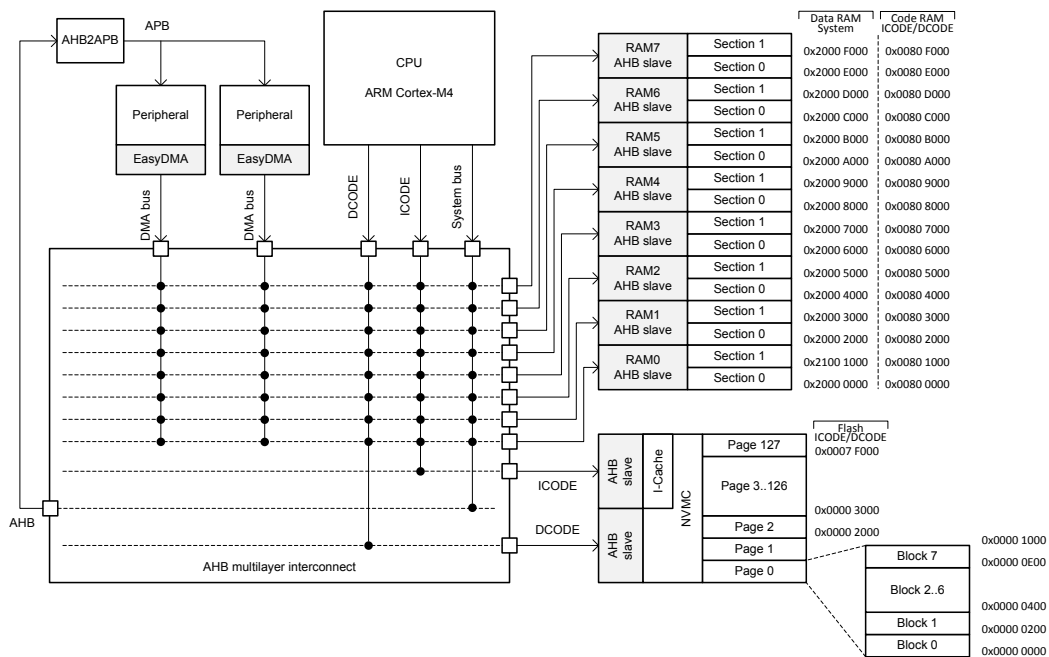 Data RAM
System
Code RAM
ICODE/DCODE
AHB2APB
APB
CPU
ARM Cortex-M4
Peripheral
EasyDMA
Peripheral
EasyDMA
DMA bus
DMA bus
DCODE
ICODE
System bus
RAM7
AHB slave
Section 1
0x2000 F000
0x0080 F000
Section 0
0x2000 E000
0x0080 E000
RAM6
AHB slave
Section 1
0x2000 D000
0x0080 D000
Section 0
0x2000 C000
0x0080 C000
RAM5
AHB slave
Section 1
0x2000 B000
0x0080 B000
Section 0
0x2000 A000
0x0080 A000
RAM4
AHB slave
Section 1
0x2000 9000
0x0080 9000
Section 0
0x2000 8000
0x0080 8000
RAM3
AHB slave
Section 1
0x2000 7000
0x0080 7000
Section 0
0x2000 6000
0x0080 6000
RAM2
AHB slave
Section 1
0x2000 5000
0x0080 5000
Section 0
0x2000 4000
0x0080 4000
RAM1
AHB slave
Section 1
0x2000 3000
0x0080 3000
Section 0
0x2000 2000
0x0080 2000
RAM0
AHB slave
Section 1
0x2100 1000
0x0080 1000
Section 0
0x2000 0000
0x0080 0000
Flash
ICODE/DCODE
0x0007 F000
ICODE
AHB
slave
I-Cache
NVMC
Page 127
Page 3..126
0x0000 3000
AHB
DCODE
AHB
slave
Page 2
0x0000 2000
Page 1
Page 0
AHB multilayer interconnect
0x0000 1000
Block 7
0x0000 0E00
Block 2..6
0x0000 0400
Block 1
0x0000 0200
Block 0
0x0000 0000